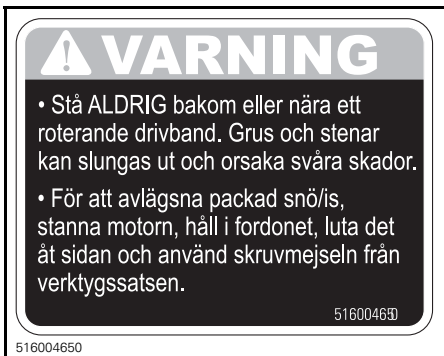 VARNING
• Stå ALDRIG bakom eller nära ett
roterande drivband. Grus och stenar
kan slungas ut och orsaka svåra skador.
• För att avlägsna packad snö/is,
stanna motorn, håll i fordonet, luta det
åt sidan och använd skruvmejseln från
verktygssatsen.
516004650
516004650